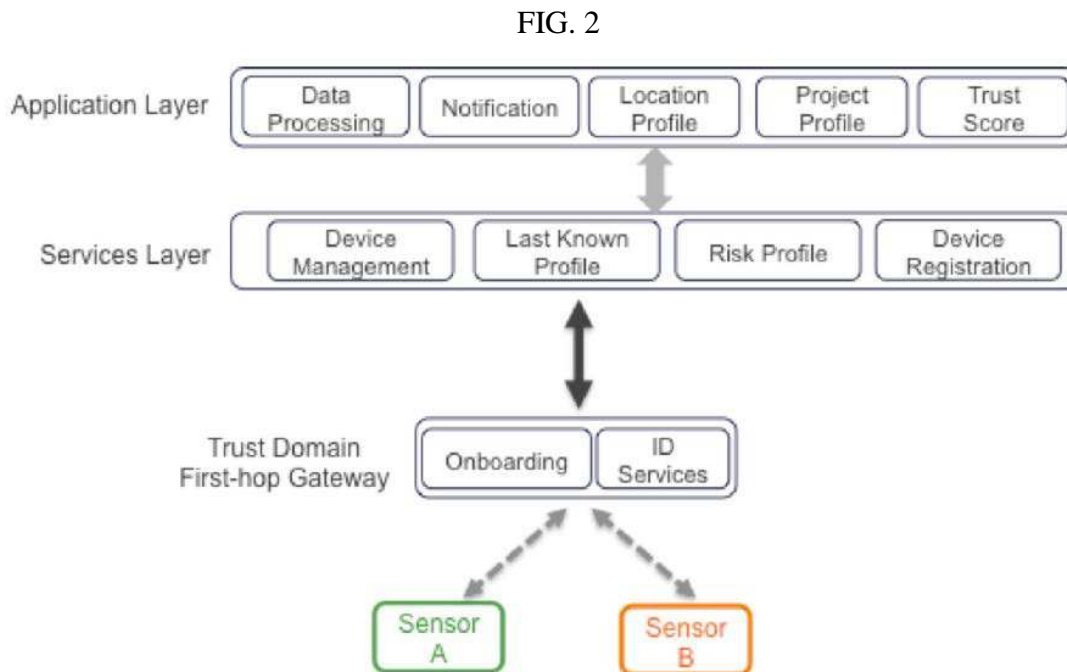 FIG. 2
Application Layer
Data
Processing
Notification
Location
Profile
Project
Profile
Trust
Score
Services Layer
Device
Management
Last Known
Profile
Risk Profile
Device
Registration
Trust Domain
First-hop Gateway
Onboarding
ID
Services
Sensor
A
Sensor
B